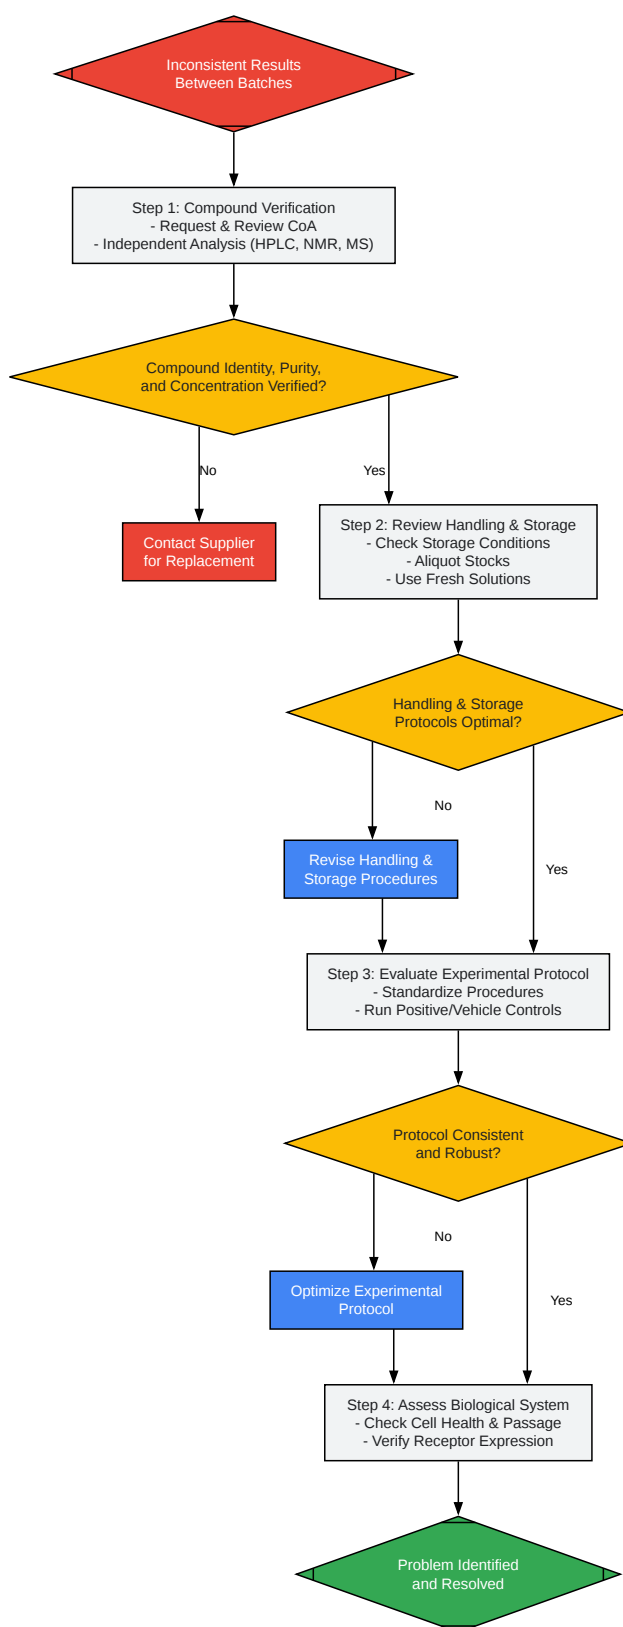 Inconsistent Results
Between Batches
Step 1: Compound Verification
- Request & Review CoA
- Independent Analysis (HPLC, NMR, MS)
Compound Identity, Purity,
and Concentration Verified?
No
Yes
Contact Supplier
for Replacement
Step 2: Review Handling & Storage
- Check Storage Conditions
- Aliquot Stocks
- Use Fresh Solutions
Handling & Storage
Protocols Optimal?
No
Revise Handling &
Storage Procedures
Yes
Step 3: Evaluate Experimental Protocol
- Standardize Procedures
- Run Positive/Vehicle Controls
Protocol Consistent
and Robust?
No
Optimize Experimental
Protocol
Yes
Step 4: Assess Biological System
- Check Cell Health & Passage
- Verify Receptor Expression
Problem Identified
and Resolved